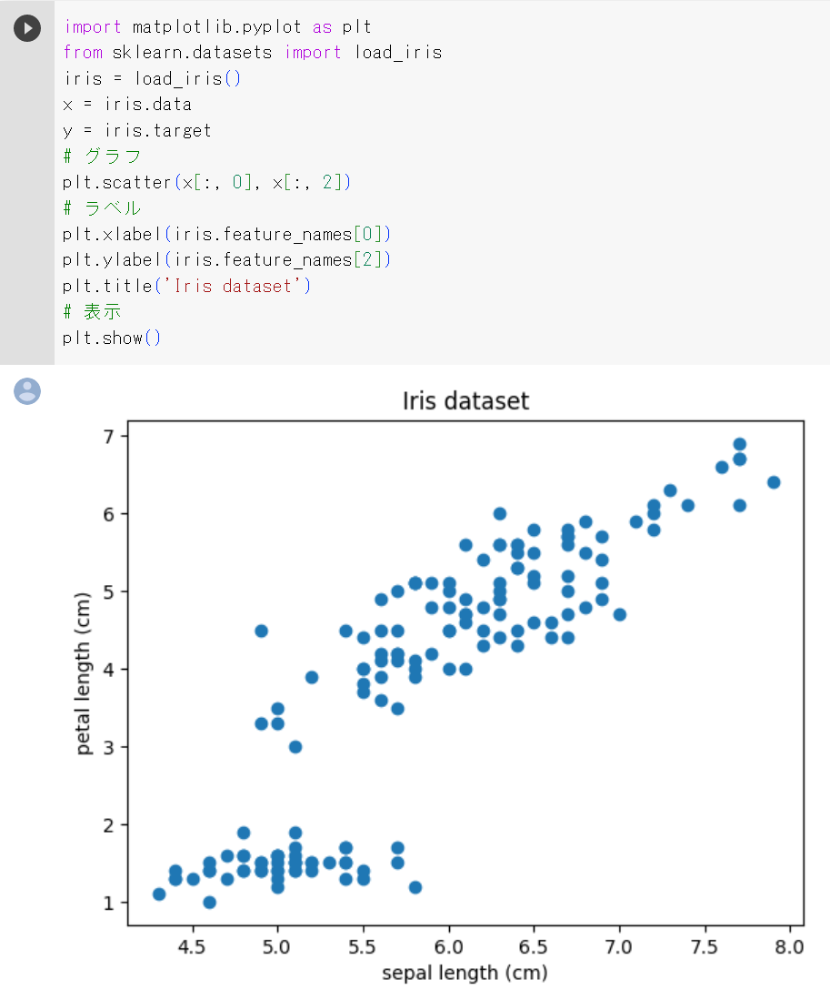 import matplotlib.pyplot as plt
from sklearn.datasets import load_iris
iris = load_iris()
x = iris.data
y = iris.target
# グラフ
plt.scatter(x[:, 0], x[:, 2])
# ラベル
plt.xlabel(iris.feature_names[0])
plt.ylabel(iris.feature_names[2])
plt.title('Iris dataset')
# 表示
plt.show()
Iris dataset
petal length (cm)
7
6
5
4
3
2
1
4.5 5.0 5.5 6.0 6.5 7.0 7.5 8.0
sepal length (cm)